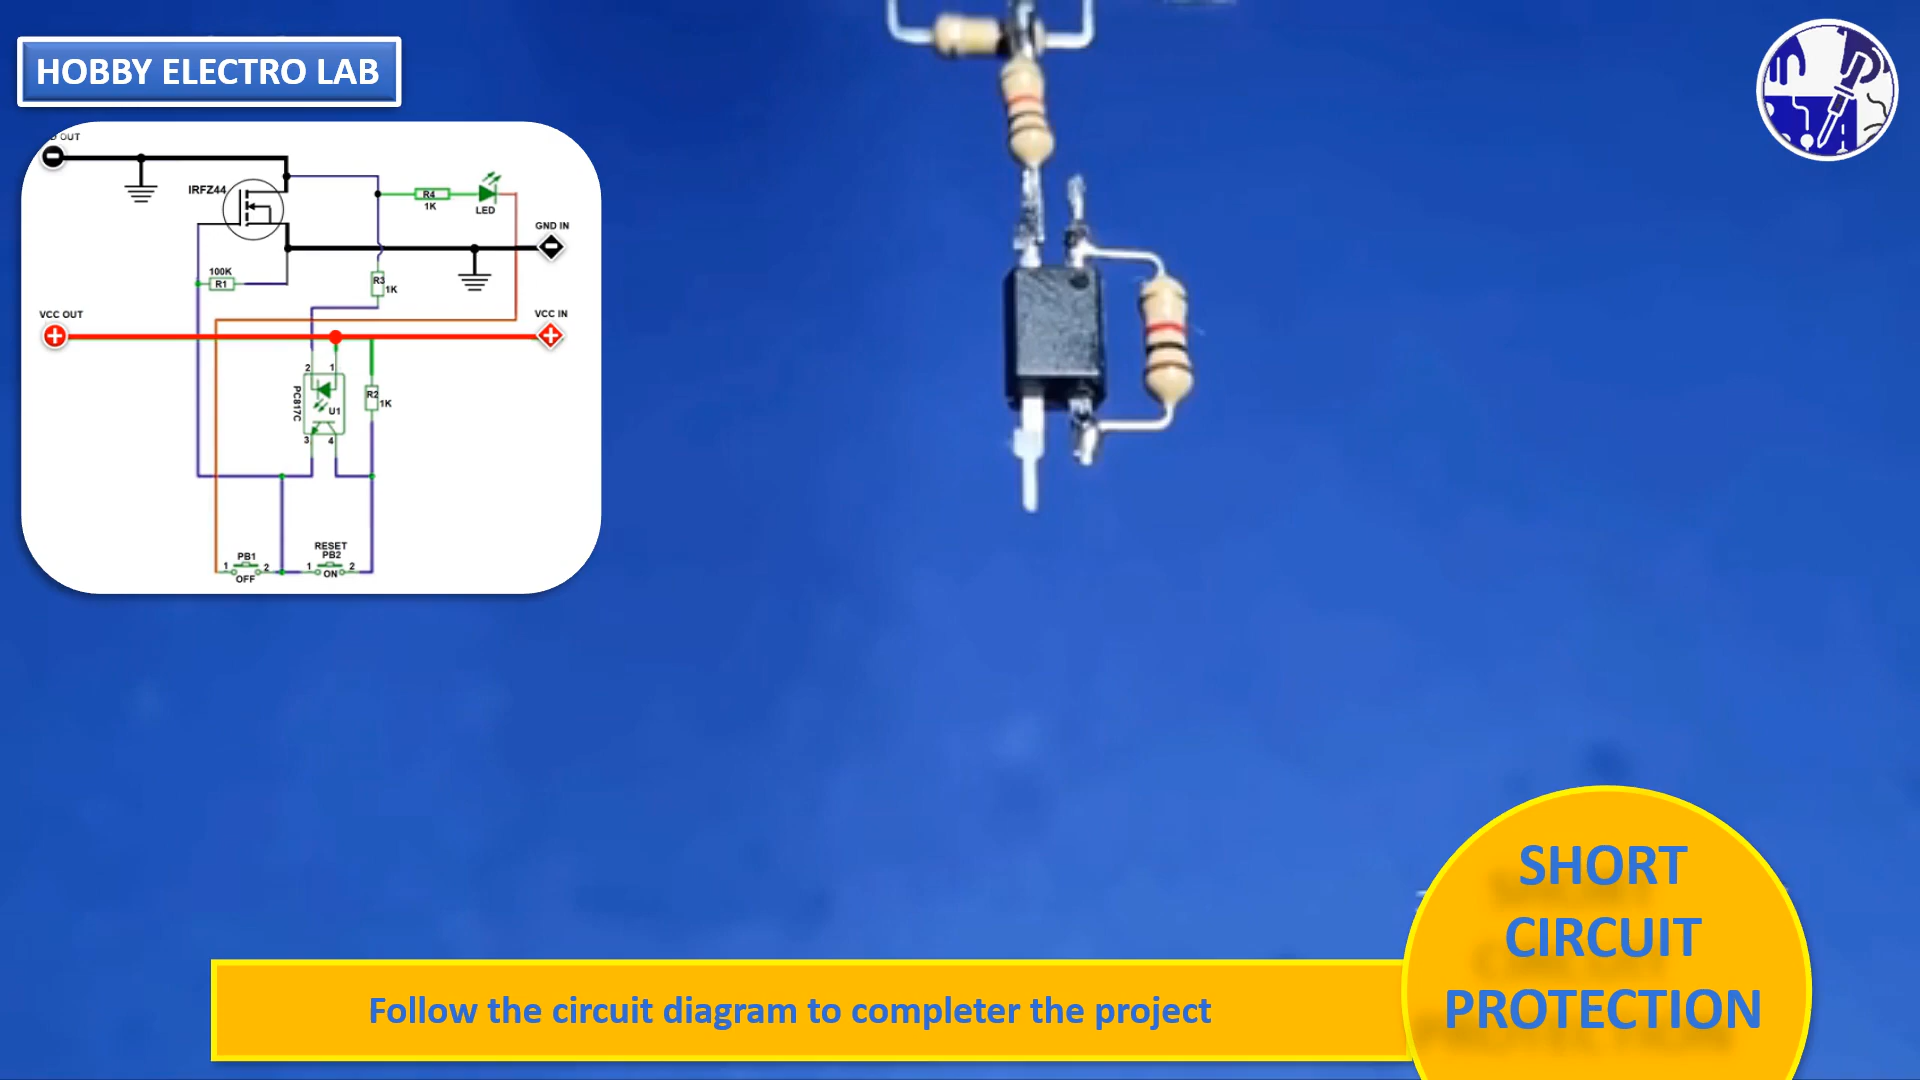 HOBBY ELECTRO LAB
OUT
IRFZ44
R4
1K
LED
GND IN
100K
R1
R3
1K
VCC OUT
VCC IN
2 1
PC817C
U1
R2
1K
3 4
RESET
PB1
PB2
1 2 1 2
OFF
ON
SHORT
CIRCUIT
PROTECTION
Follow the circuit diagram to completer the project